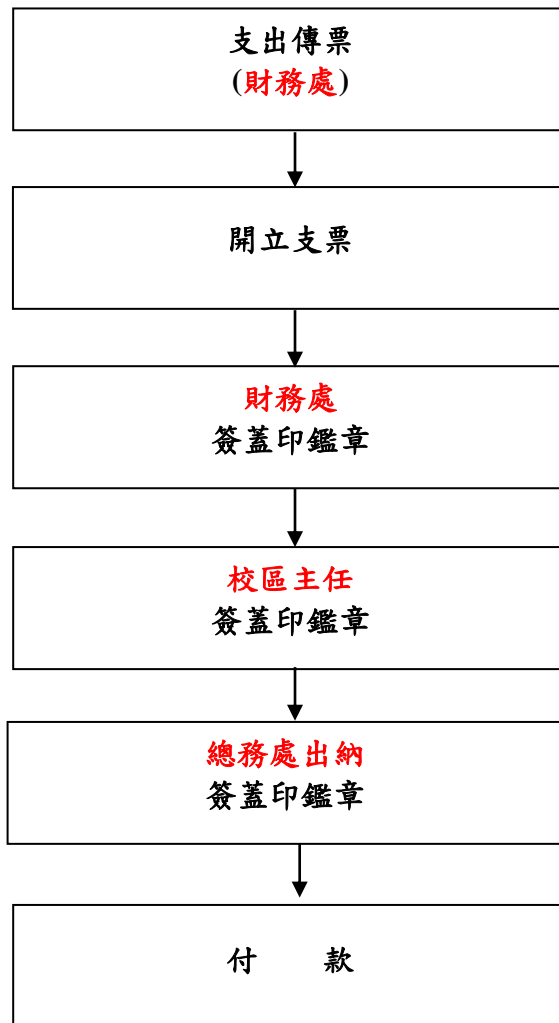 支出傳票
(財務處)
開立支票
財務處
簽蓋印鑑章
校區主任
簽蓋印鑑章
總務處出納
簽蓋印鑑章
付　　款